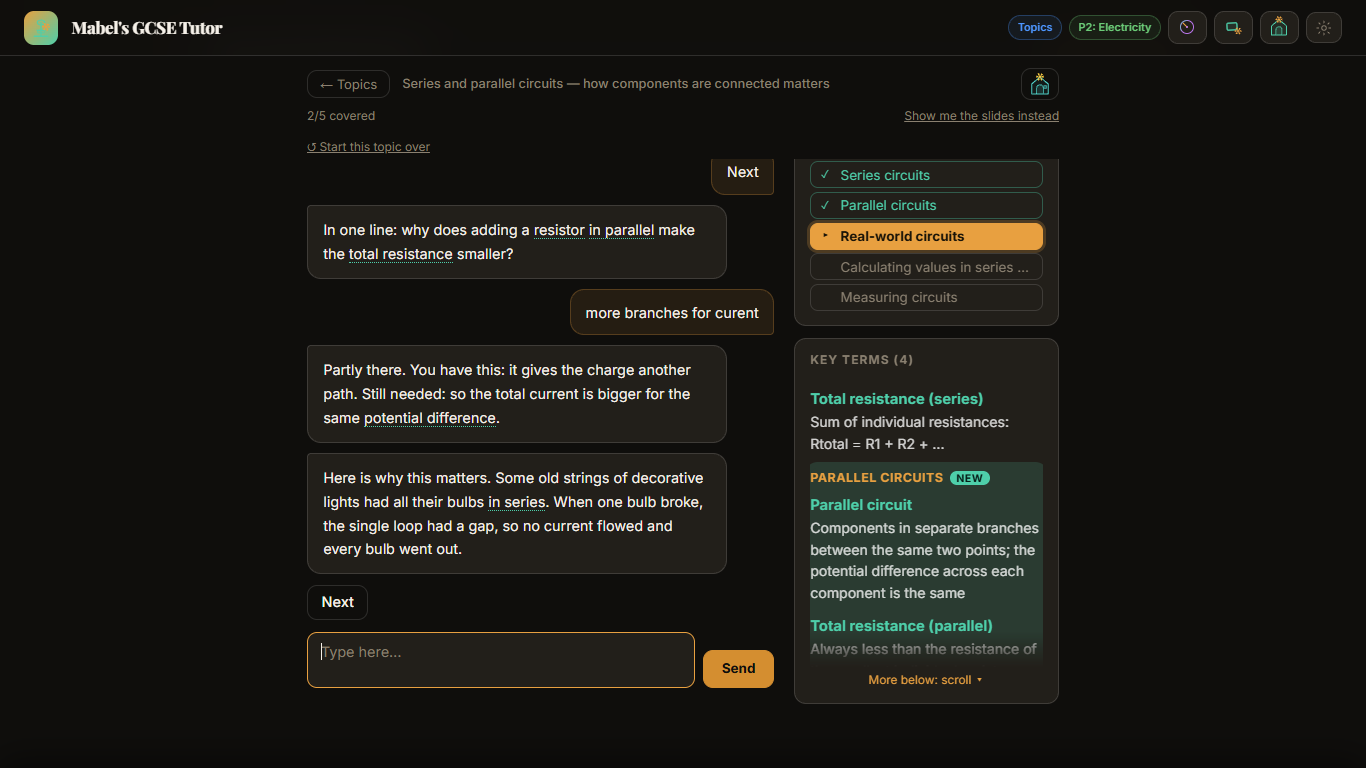 Mabel's GCSE Tutor
Topics
P2: Electricity
← Topics
Series and parallel circuits — how components are connected matters
2/5 covered
Show me the slides instead
↺ Start this topic over
Next
In one line: why does adding a resistor in parallel make
the total resistance smaller?
more branches for curent
Partly there. You have this: it gives the charge another
path. Still needed: so the total current is bigger for the
same potential difference.
Here is why this matters. Some old strings of decorative
lights had all their bulbs in series. When one bulb broke,
the single loop had a gap, so no current flowed and
every bulb went out.
Next
Type here...
Send
✓ Series circuits
✓ Parallel circuits
‣ Real-world circuits
Calculating values in series ...
Measuring circuits
KEY TERMS (4)
Total resistance (series)
Sum of individual resistances:
Rtotal = R1 + R2 + ...
PARALLEL CIRCUITS NEW
Parallel circuit
Components in separate branches
between the same two points; the
potential difference across each
component is the same
Total resistance (parallel)
Always less than the resistance of
More below: scroll ▾